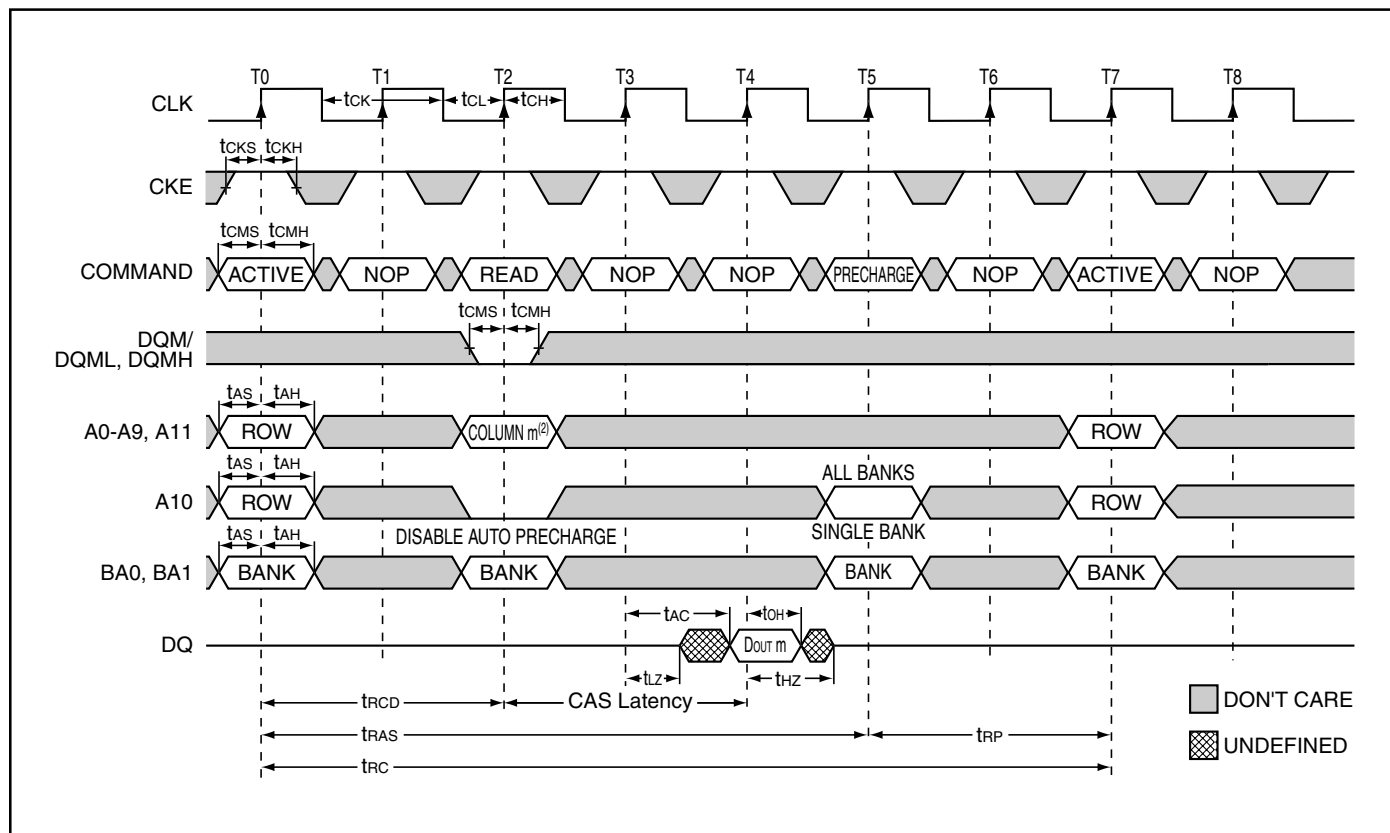 T0 T1 T2 T3 T4 T5 T6 T7 T8
CLK tCK tCL tCH
tCKS tCKH
CKE
tCMS tCMH
COMMAND ACTIVE NOP READ NOP NOP PRECHARGE NOP ACTIVE NOP
tCMS tCMH
DQM/
DQML, DQMH
tAS tAH
A0-A9, A11 ROW COLUMN m(2) ROW
tAS tAH ALL BANKS
A10 ROW ROW
DISABLE AUTO PRECHARGE SINGLE BANK
tAS tAH
BA0, BA1 BANK BANK BANK BANK
tAC tOH
DQ DOUT m
tLZ tHZ
tRCD CAS Latency
DON'T CARE
tRAS tRP
UNDEFINED
tRC